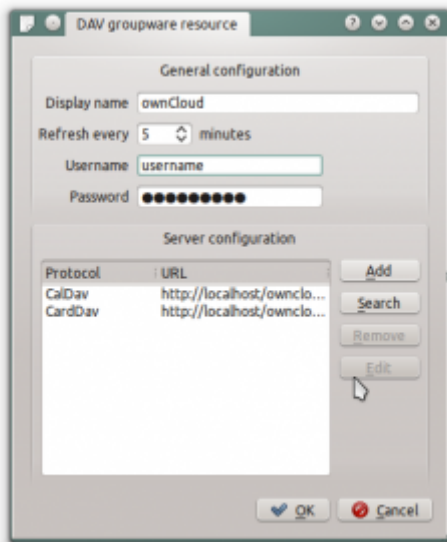 DAV groupware resource
General configuration
Display name ownCloud
Refresh every 5 minutes
Username username
Password ●●●●●●●●●
Server configuration
Protocol URL Add
CalDav http://localhost/ownclo...
CardDav http://localhost/ownclo... Search
Remove
Edit
OK Cancel